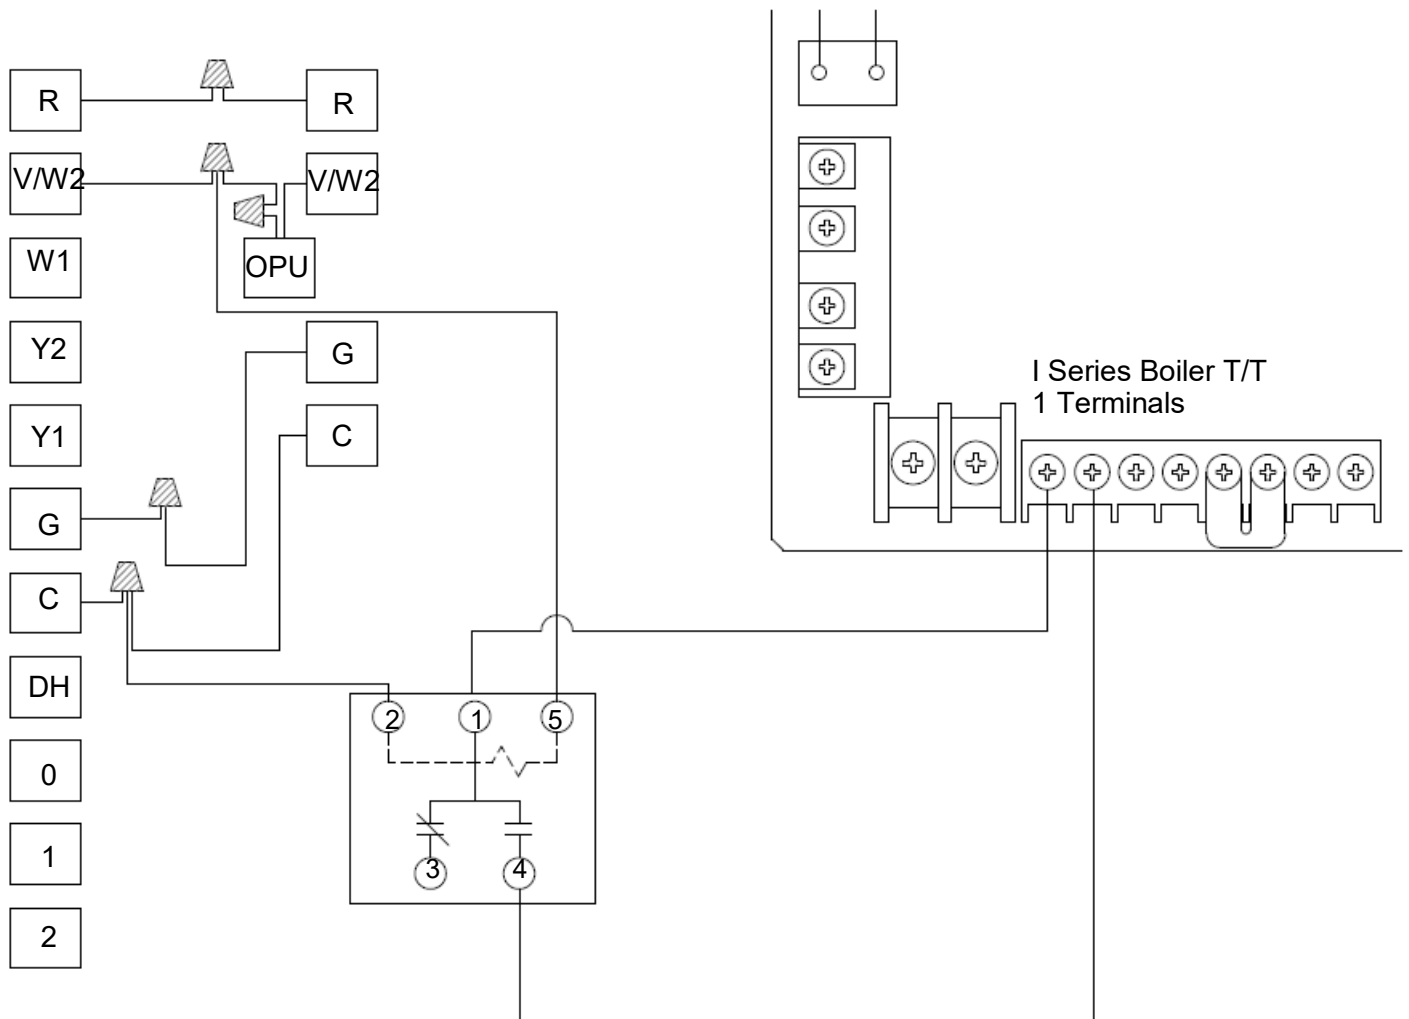 R
R
V/W2
V/W2
W1
OPU
Y2
G
I Series Boiler T/T
1 Terminals
Y1
C
G
C
DH
2
1
5
0
1
3
4
2